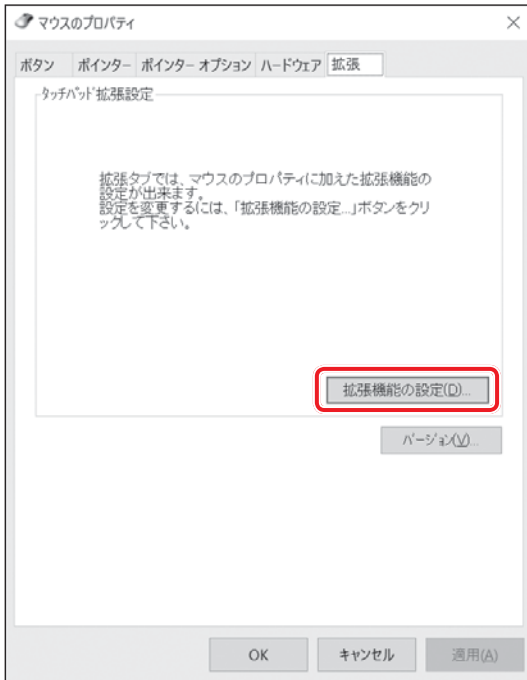 マウスのプロパティ
ボタン ポインター ポインター オプション ハードウェア 拡張
タッチパッド拡張設定
拡張タブでは、マウスのプロパティに加えた拡張機能の
設定が出来ます。
設定を変更するには、「拡張機能の設定...」ボタンをクリ
ックして下さい。
拡張機能の設定(D)...
バージョン(V)...
OK キャンセル 適用(A)